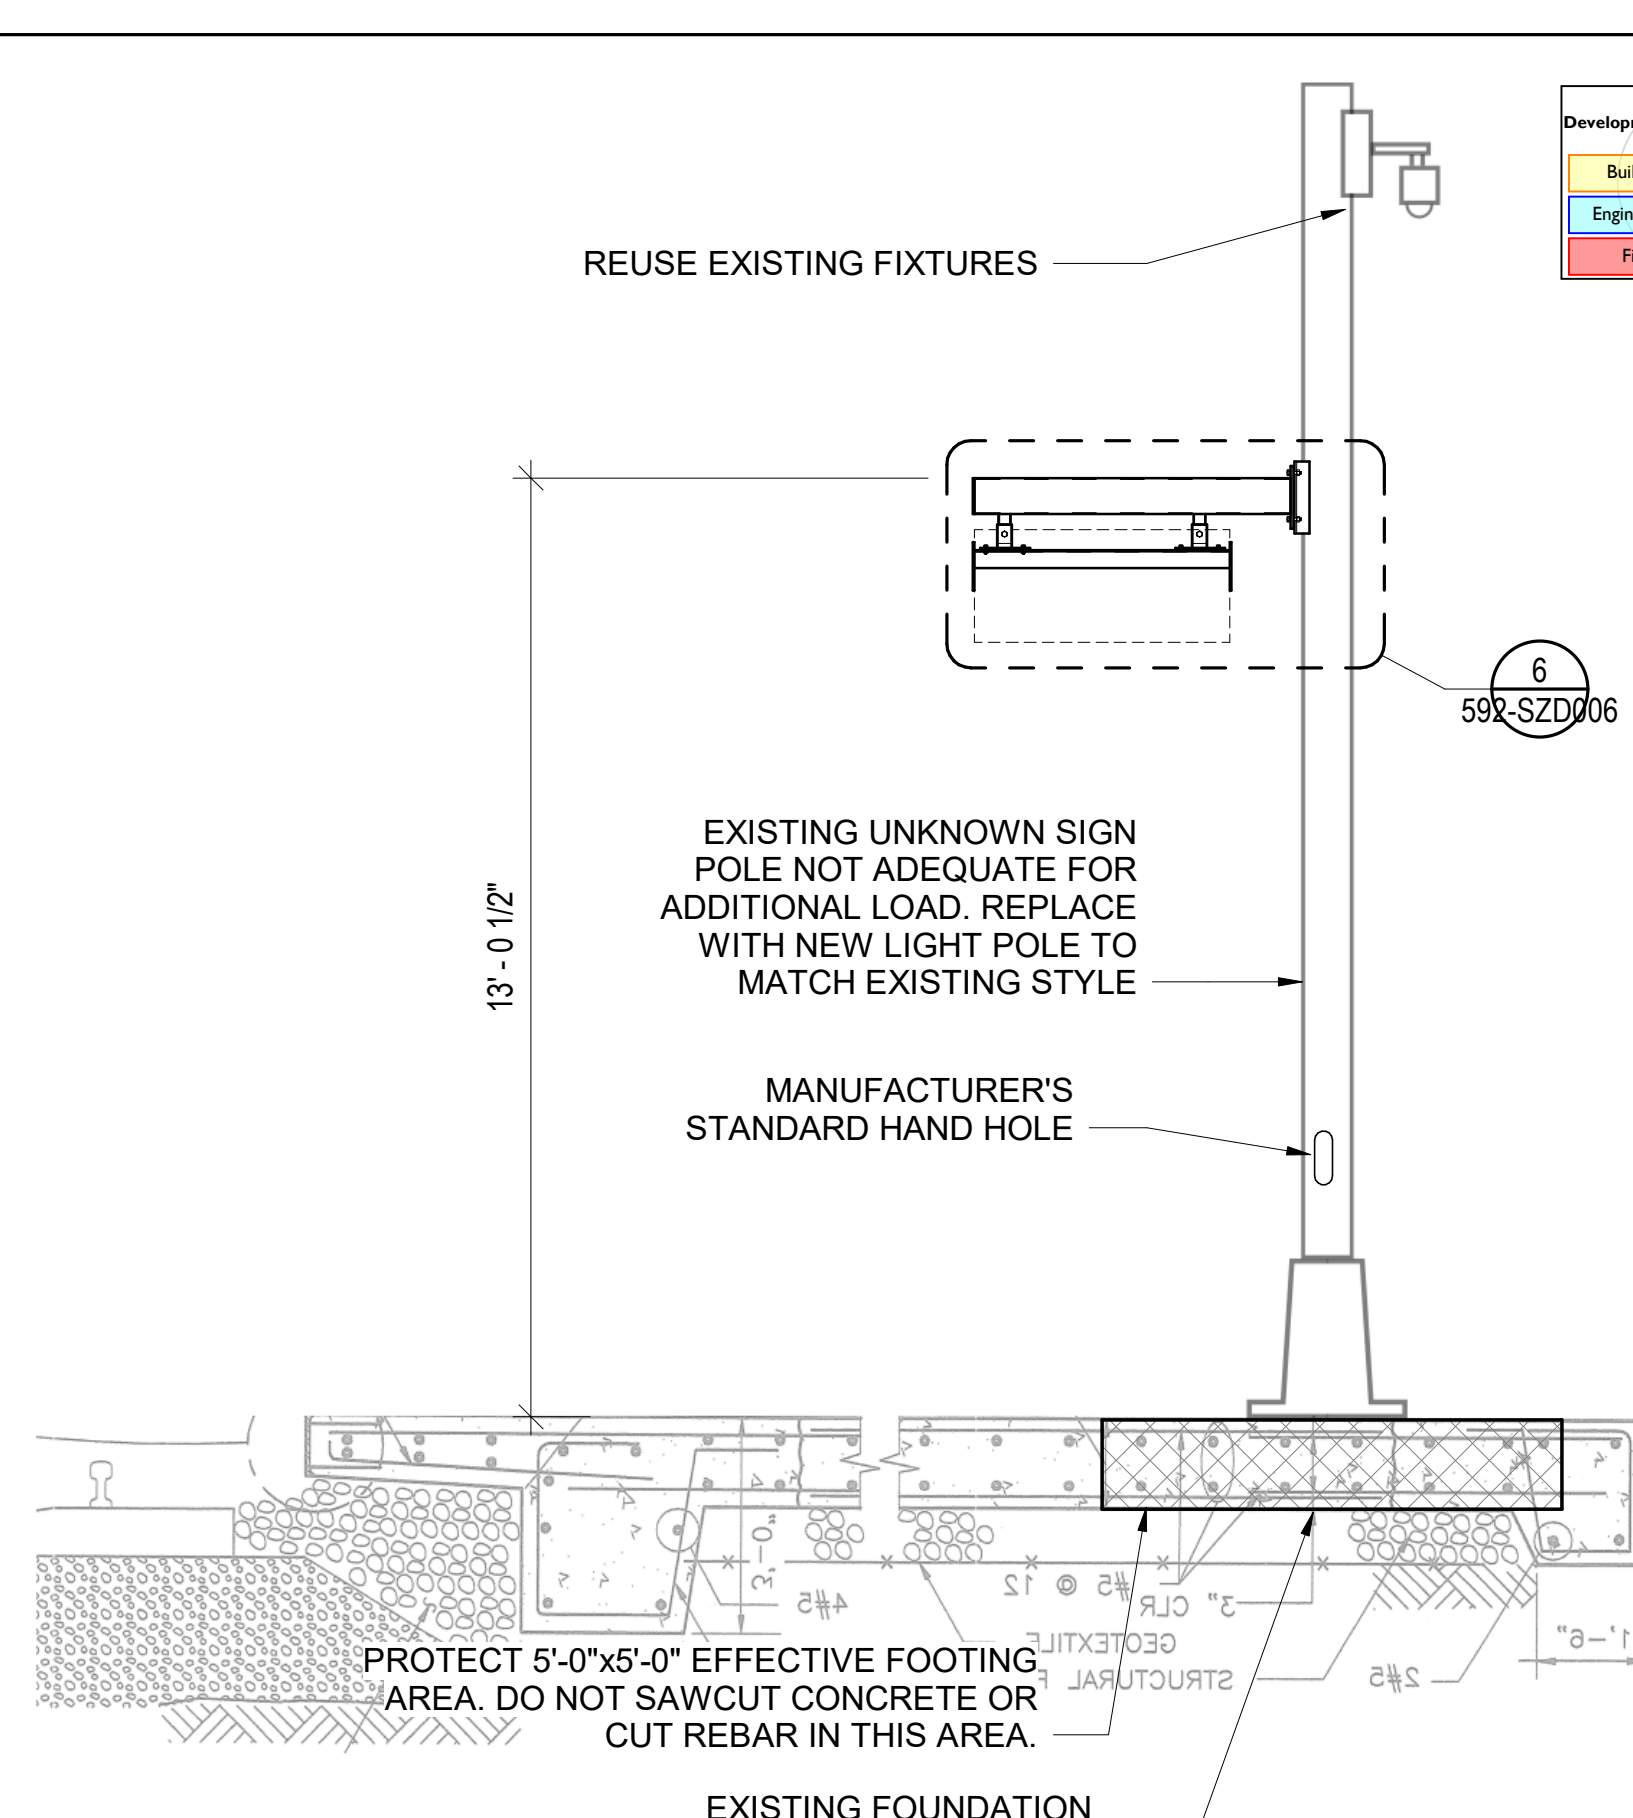 Develop
Buil
Engin
Fi
REUSE EXISTING FIXTURES
6
592-SZD006
EXISTING UNKNOWN SIGN
POLE NOT ADEQUATE FOR
ADDITIONAL LOAD. REPLACE
WITH NEW LIGHT POLE TO
MATCH EXISTING STYLE
13' - 0 1/2"
MANUFACTURER'S
STANDARD HAND HOLE
3'-0"
4#5
#5 @ 12
3" CLR
GEOTEXTILE
STRUCTURAL F
2#5
1'-6"
PROTECT 5'-0"x5'-0" EFFECTIVE FOOTING
AREA. DO NOT SAWCUT CONCRETE OR
CUT REBAR IN THIS AREA.
EXISTING FOUNDATION